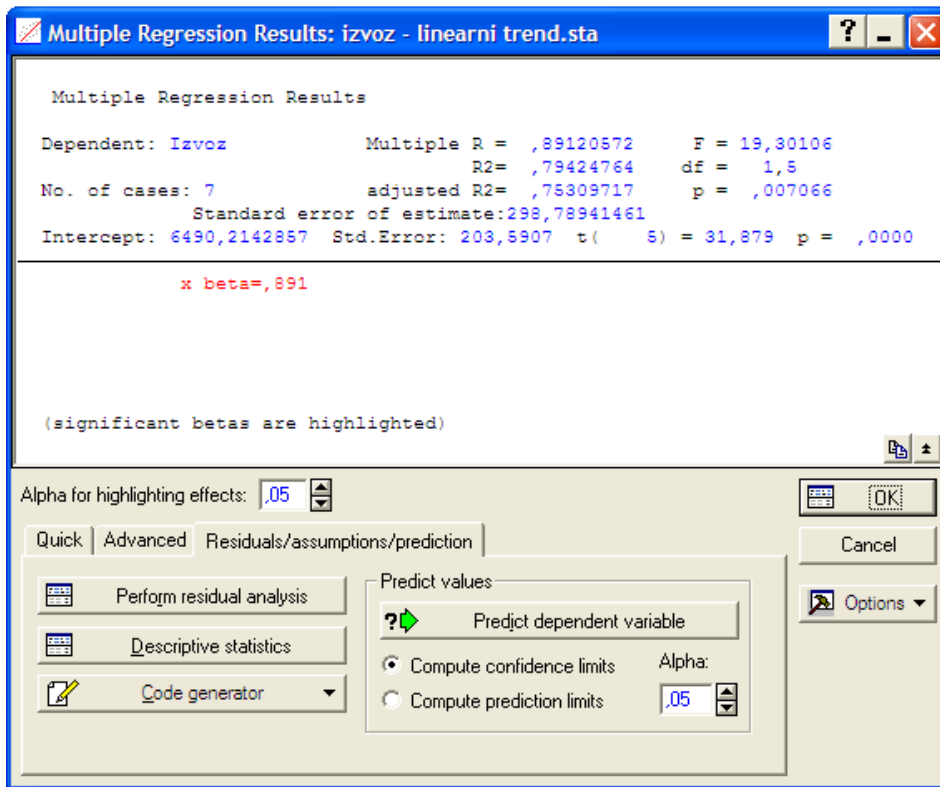 Multiple Regression Results: izvoz - linearni trend.sta
Multiple Regression Results
Dependent: Izvoz Multiple R = ,89120572 F = 19,30106
R2= ,79424764 df = 1,5
No. of cases: 7 adjusted R2= ,75309717 p = ,007066
Standard error of estimate:298,78941461
Intercept: 6490,2142857 Std.Error: 203,5907 t( 5) = 31,879 p = ,0000
x beta=,891
(significant betas are highlighted)
Alpha for highlighting effects: ,05
OK
Quick Advanced Residuals/assumptions/prediction
Cancel
Options
Perform residual analysis
Descriptive statistics
Code generator
Predict values
Predict dependent variable
Compute confidence limits Alpha:
Compute prediction limits ,05